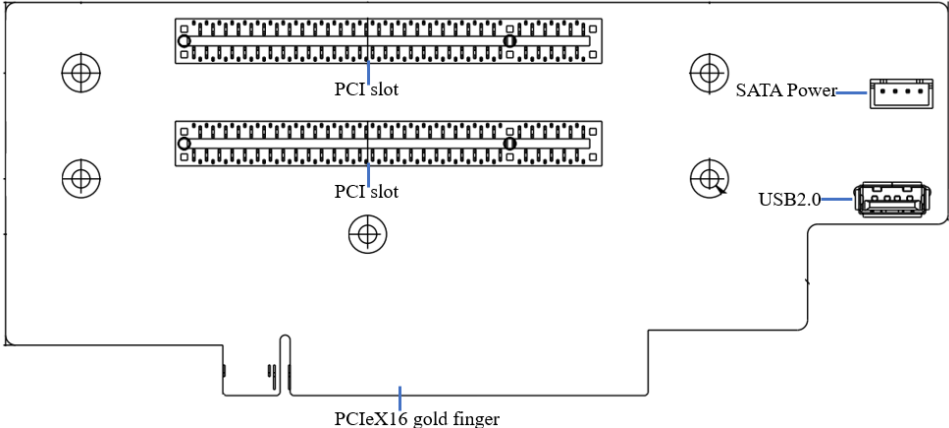 PCI slot
SATA Power
PCI slot
USB2.0
PCIeX16 gold finger